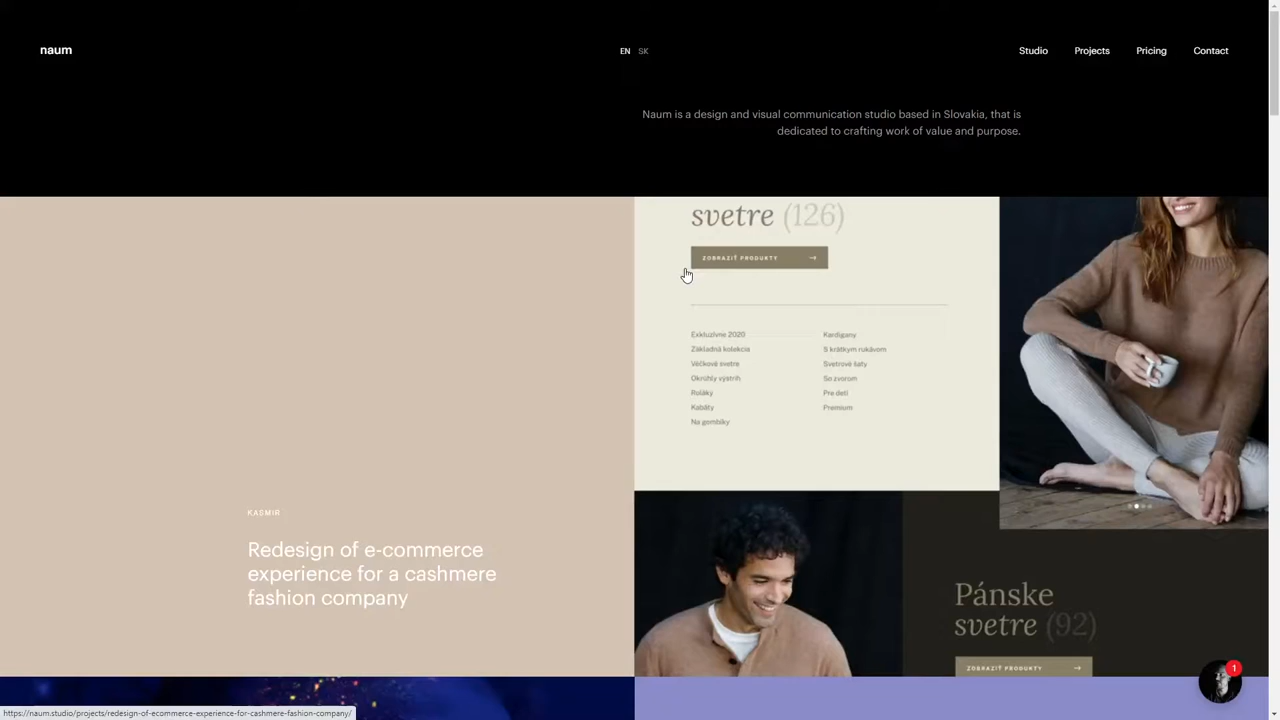 naum
EN SK
Studio Projects Pricing Contact
Naum is a design and visual communication studio based in Slovakia, that is
dedicated to crafting work of value and purpose.
svetre (126)
ZOBRAZIŤ PRODUKTY
Exkluzívne 2020
Základná kolekcia
Véčkové svetre
Okrúhly výstrih
Roláky
Kabáty
Na gombíky
Kardigany
S krátkym rukávom
Svetrové šaty
So zvorom
Pre deti
Premium
KASMIR
Redesign of e-commerce
experience for a cashmere
fashion company
Pánske
svetre (92)
ZOBRAZIŤ PRODUKTY
1
https://naum.studio/projects/redesign-of-ecommerce-experience-for-cashmere-fashion-company/